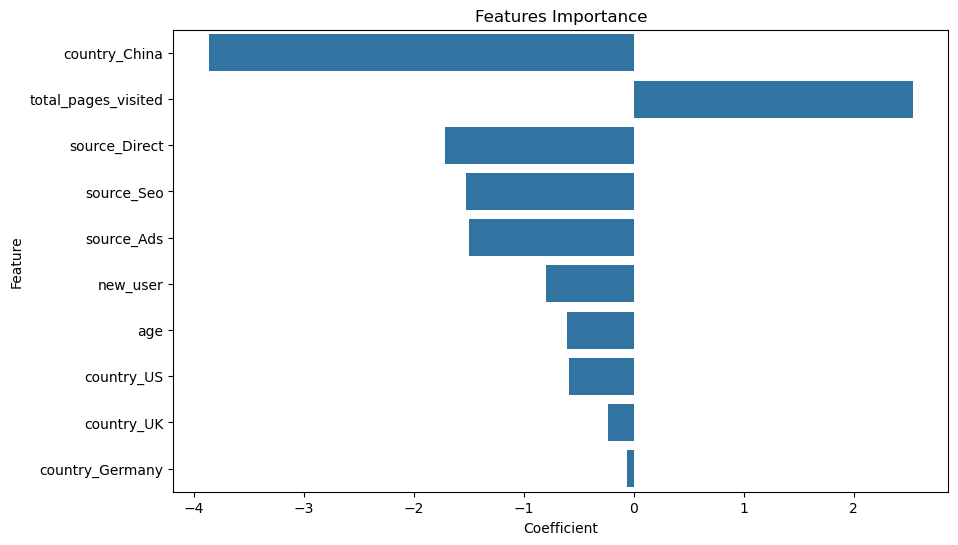 Features Importance
country_China
total_pages_visited
source_Direct
source_Seo
source_Ads
new_user
age
country_US
country_UK
country_Germany
Feature
−4 −3 −2 −1 0 1 2
Coefficient